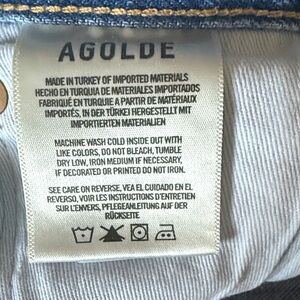 AGOLDE
MADE IN TURKEY OF IMPORTED MATERIALS
HECHO EN TURQUIA DE MATERIALES IMPORTADOS
FABRIQUÉ EN TURQUIE A PARTIR DE MATÉRIAUX
IMPORTÉS, IN DER TÜRKEI HERGESTELLT MIT
IMPORTIERTEN MATERIALIEN
MACHINE WASH COLD INSIDE OUT WITH
LIKE COLORS, DO NOT BLEACH, TUMBLE
DRY LOW, IRON MEDIUM IF NECESSARY,
IF DECORATED OR PRINTED DO NOT IRON.
SEE CARE ON REVERSE, VEA EL CUIDADO EN EL
REVERSO, VOIR LES INSTRUCTIONS D'ENTRETIEN
SUR L'ENVERS, PFLEGEANLEITUNG AUF DER
RÜCKSEITE